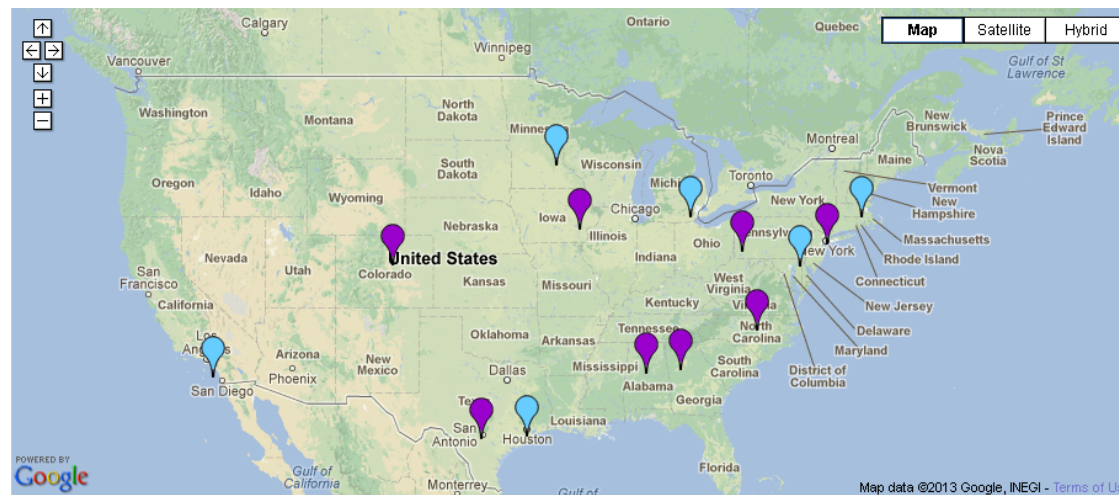 Calgary
Ontario
Quebec
Map
Satellite
Hybrid
Vancouver
Winnipeg
Gulf of St
Lawrence
Washington
Montana
North
Dakota
New
Brunswick
Prince
Edward
Island
Montreal
Nova
Scotia
Maine
Oregon
Idaho
Wyoming
South
Dakota
Wisconsin
Toronto
Vermont
New
Hampshire
New York
Massachusetts
Iowa
Chicago
Nebraska
Illinois
Ohio
Rhode Island
Connecticut
Nevada
Utah
United States
Colorado
Indiana
San
Francisco
California
Kansas
Missouri
West
Virginia
New Jersey
Kentucky
Delaware
Maryland
District of
Columbia
Tennessee
North
Carolina
Oklahoma
Arkansas
Los
Arizona
Phoenix
New
Mexico
South
Carolina
Mississippi
Alabama
Georgia
Dallas
San Diego
San
Antonio
Houston
Louisiana
Florida
POWERED BY
Google
Gulf of
California
Monterrey
Gulf of
Map data ©2013 Google, INEGI - Terms of U